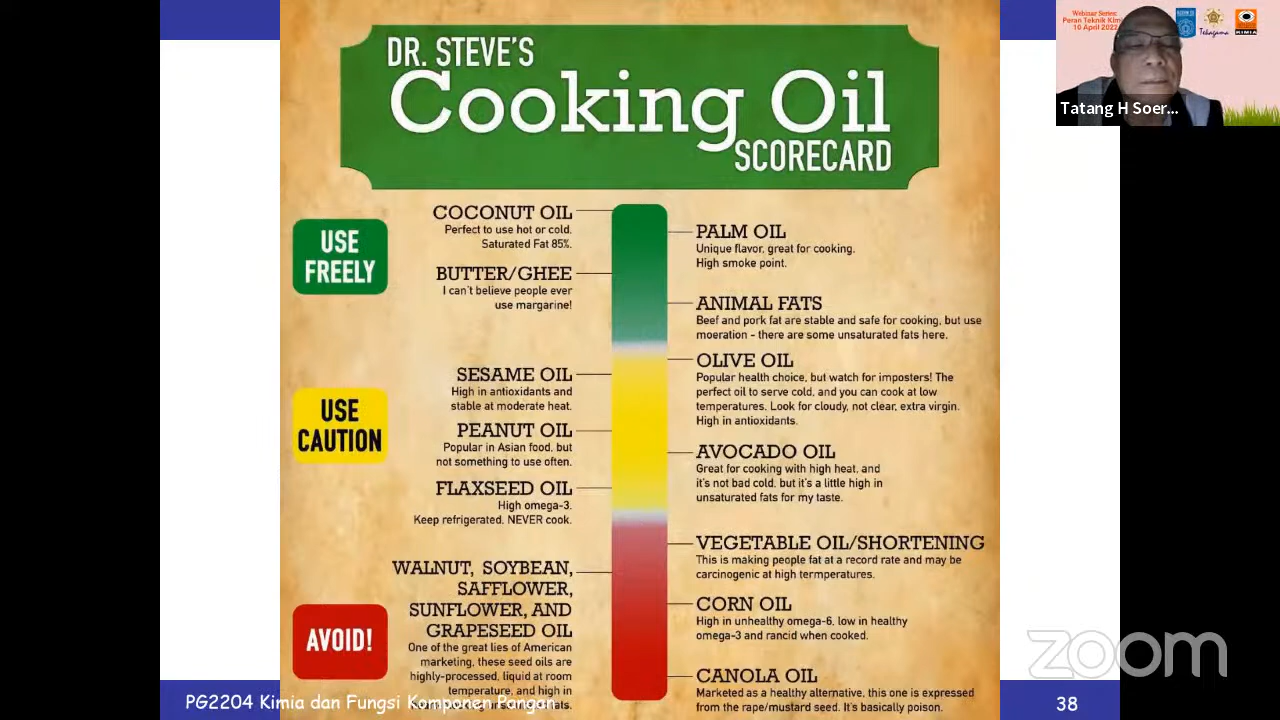 DR. STEVE'S
Cooking Oil
SCORECARD
USE
FREELY
COCONUT OIL
Perfect to use hot or cold.
Saturated Fat 85%.
PALM OIL
Unique flavor, great for cooking.
High smoke point.
BUTTER/GHEE
I can't believe people ever
use margarine!
ANIMAL FATS
Beef and pork fat are stable and safe for cooking, but use
moeration - there are some unsaturated fats here.
USE
CAUTION
OLIVE OIL
Popular health choice, but watch for imposters! The
perfect oil to serve cold, and you can cook at low
temperatures. Look for cloudy, not clear, extra virgin.
High in antioxidants.
SESAME OIL
High in antioxidants and
stable at moderate heat.
PEANUT OIL
Popular in Asian food, but
not something to use often.
AVOCADO OIL
Great for cooking with high heat, and
it's not bad cold, but it's a little high in
unsaturated fats for my taste.
FLAXSEED OIL
High omega-3.
Keep refrigerated. NEVER cook.
AVOID!
VEGETABLE OIL/SHORTENING
This is making people fat at a record rate and may be
carcinogenic at high termperatures.
WALNUT, SOYBEAN,
SAFFLOWER,
SUNFLOWER, AND
GRAPESEED OIL
One of the great lies of American
marketing, these seed oils are
highly-processed, liquid at room
temperature, and high in
CORN OIL
High in unhealthy omega-6, low in healthy
omega-3 and rancid when cooked.
CANOLA OIL
Marketed as a healthy alternative, this one is expressed
from the rape/mustard seed. It's basically poison.
PG2204 Kimia dan Fungsi Komponen Pangan
38
Webinar Series:
Peran Teknik Kimi
10 April 2022
Tekagama
KIMIA
Tatang H Soer...
zoom